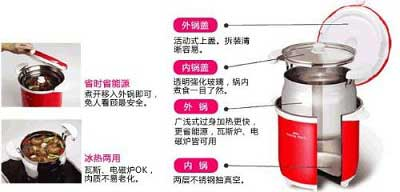 省时省能源
煮开移入外锅即可，
免人看顾最安全。
冰热两用
瓦斯、电磁炉OK，
肉质不易老化。
外锅盖
活动式上盖。拆装清
晰容易。
内锅盖
透明强化玻璃，锅内
煮食一目了然。
外 锅
广浅式过身加热更快，
更省能源，瓦斯炉、电
磁炉皆可用
内 锅
两层不锈钢抽真空。